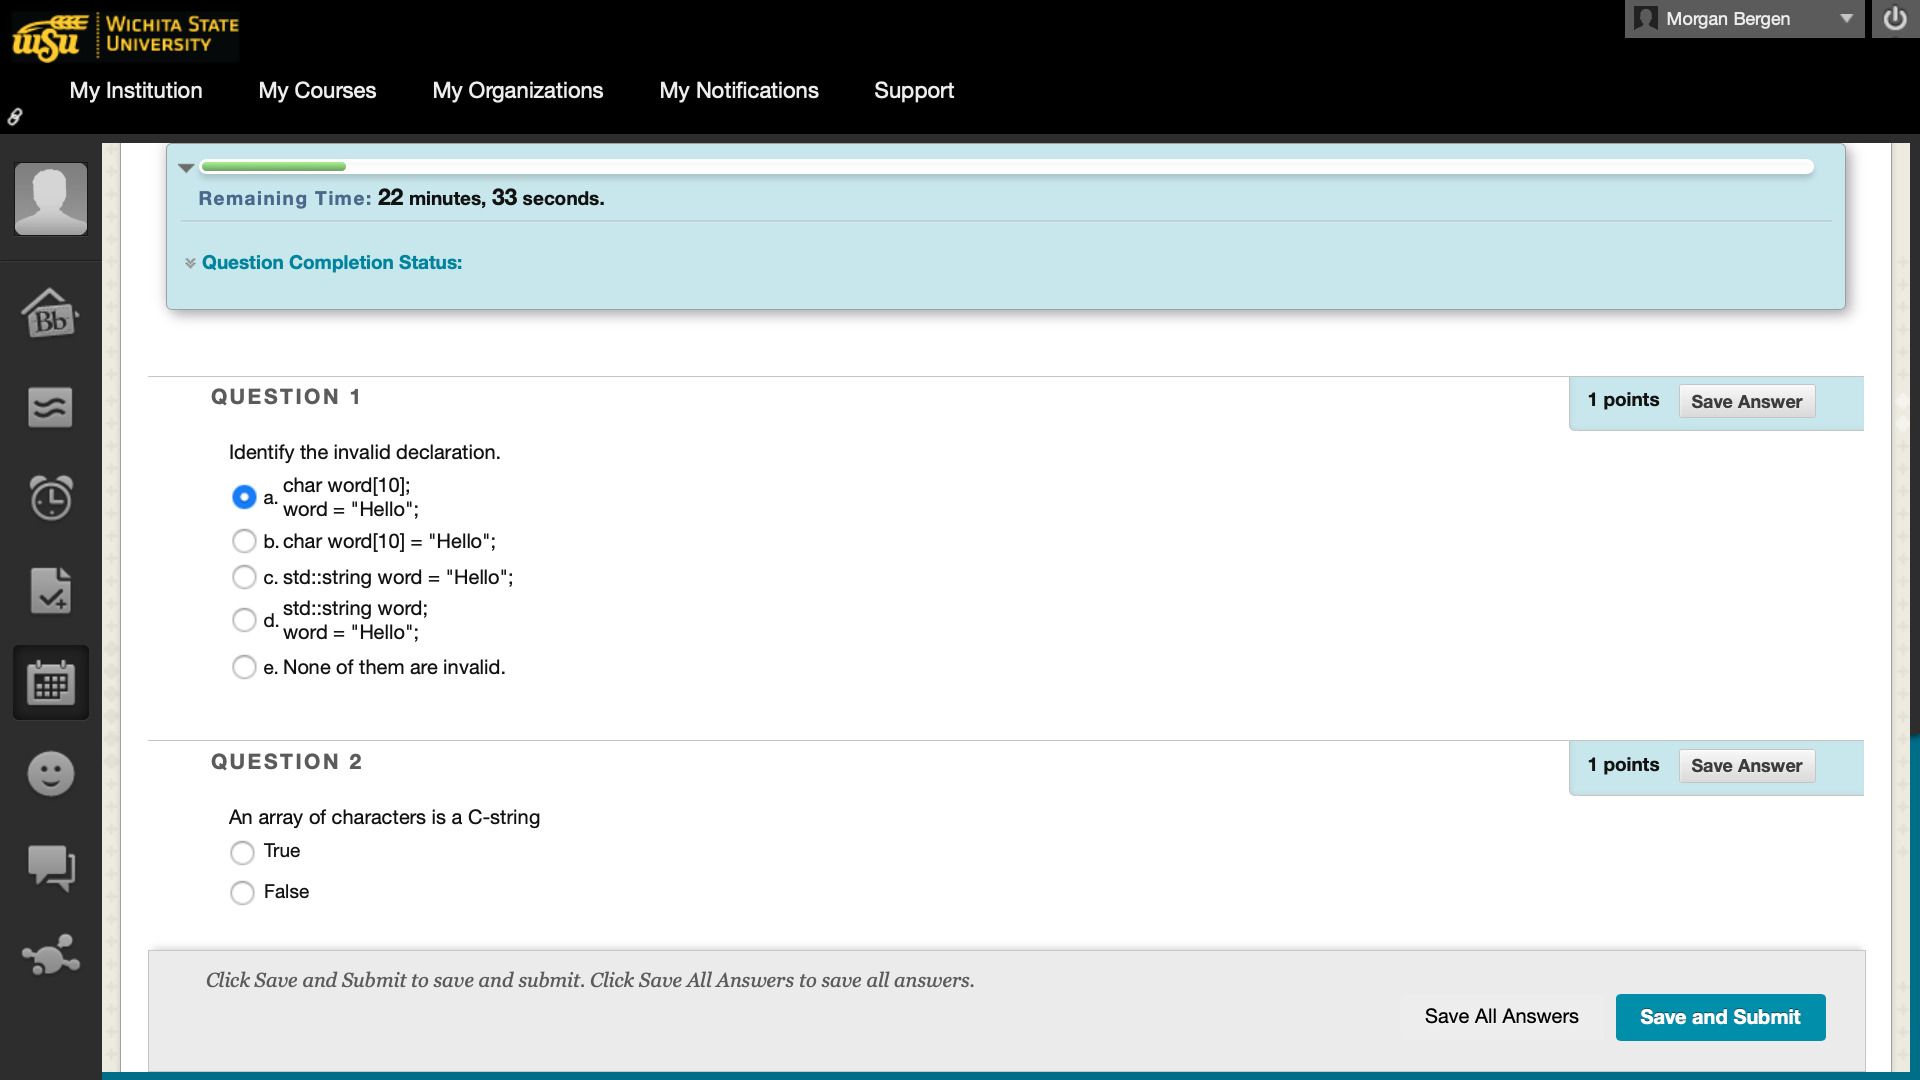 WICHITA STATE
UNIVERSITY
wsu
Morgan Bergen
My Institution
My Courses
My Organizations
My Notifications
Support
Remaining Time: 22 minutes, 33 seconds.
Question Completion Status:
Bb
QUESTION 1
1 points
Save Answer
Identify the invalid declaration.
a. char word[10];
word = "Hello";
b. char word[10] = "Hello";
c. std::string word = "Hello";
d. std::string word;
word = "Hello";
e. None of them are invalid.
QUESTION 2
1 points
Save Answer
An array of characters is a C-string
True
False
Click Save and Submit to save and submit. Click Save All Answers to save all answers.
Save All Answers
Save and Submit